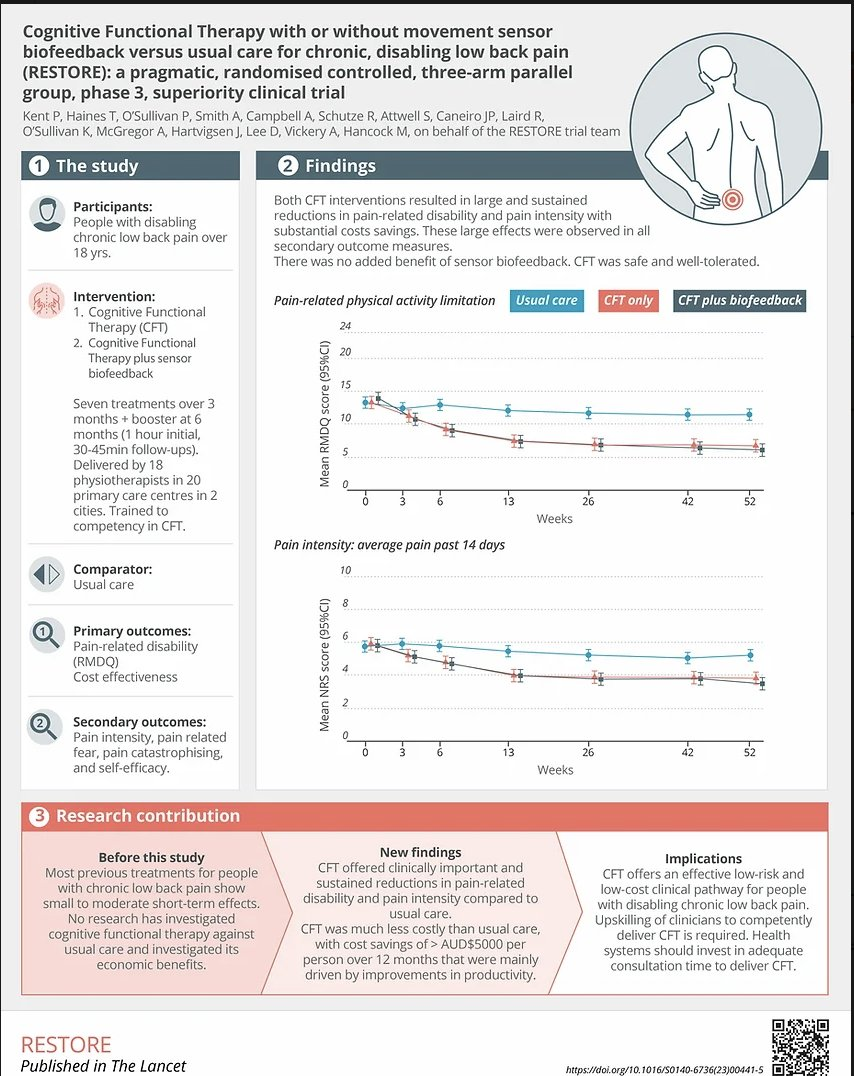 Cognitive Functional Therapy with or without movement sensor
biofeedback versus usual care for chronic, disabling low back pain
(RESTORE): a pragmatic, randomised controlled, three-arm parallel
group, phase 3, superiority clinical trial
Kent P, Haines T, O'Sullivan P, Smith A, Campbell A, Schutze R, Attwell S, Caneiro JP, Laird R,
O'Sullivan K, McGregor A, Hartvigsen J, Lee D, Vickery A, Hancock M, on behalf of the RESTORE trial team
1 The study
Participants:
People with disabling
chronic low back pain over
18 yrs.
Intervention:
1. Cognitive Functional
Therapy (CFT)
2. Cognitive Functional
Therapy plus sensor
biofeedback
Seven treatments over 3
months + booster at 6
months (1 hour initial,
30-45min follow-ups).
Delivered by 18
physiotherapists in 20
primary care centres in 2
cities. Trained to
competency in CFT.
Comparator:
Usual care
1
Primary outcomes:
Pain-related disability
(RMDQ)
Cost effectiveness
2
Secondary outcomes:
Pain intensity, pain related
fear, pain catastrophising,
and self-efficacy.
2 Findings
Both CFT interventions resulted in large and sustained
reductions in pain-related disability and pain intensity with
substantial costs savings. These large effects were observed in all
secondary outcome measures.
There was no added benefit of sensor biofeedback. CFT was safe and well-tolerated.
Pain-related physical activity limitation Usual care CFT only CFT plus biofeedback
Mean RMDQ score (95%CI)
24
20
15
10
5
0
0 3 6 13 26 42 52
Weeks
Pain intensity: average pain past 14 days
Mean NRS score (95%CI)
10
8
6
4
2
0
0 3 6 13 26 42 52
Weeks
3 Research contribution
Before this study
Most previous treatments for people
with chronic low back pain show
small to moderate short-term effects.
No research has investigated
cognitive functional therapy against
usual care and investigated its
economic benefits.
New findings
CFT offered clinically important and
sustained reductions in pain-related
disability and pain intensity compared to
usual care.
CFT was much less costly than usual care,
with cost savings of > AUD$5000 per
person over 12 months that were mainly
driven by improvements in productivity.
Implications
CFT offers an effective low-risk and
low-cost clinical pathway for people
with disabling chronic low back pain.
Upskilling of clinicians to competently
deliver CFT is required. Health
systems should invest in adequate
consultation time to deliver CFT.
RESTORE
Published in The Lancet
https://doi.org/10.1016/S0140-6736(23)00441-5